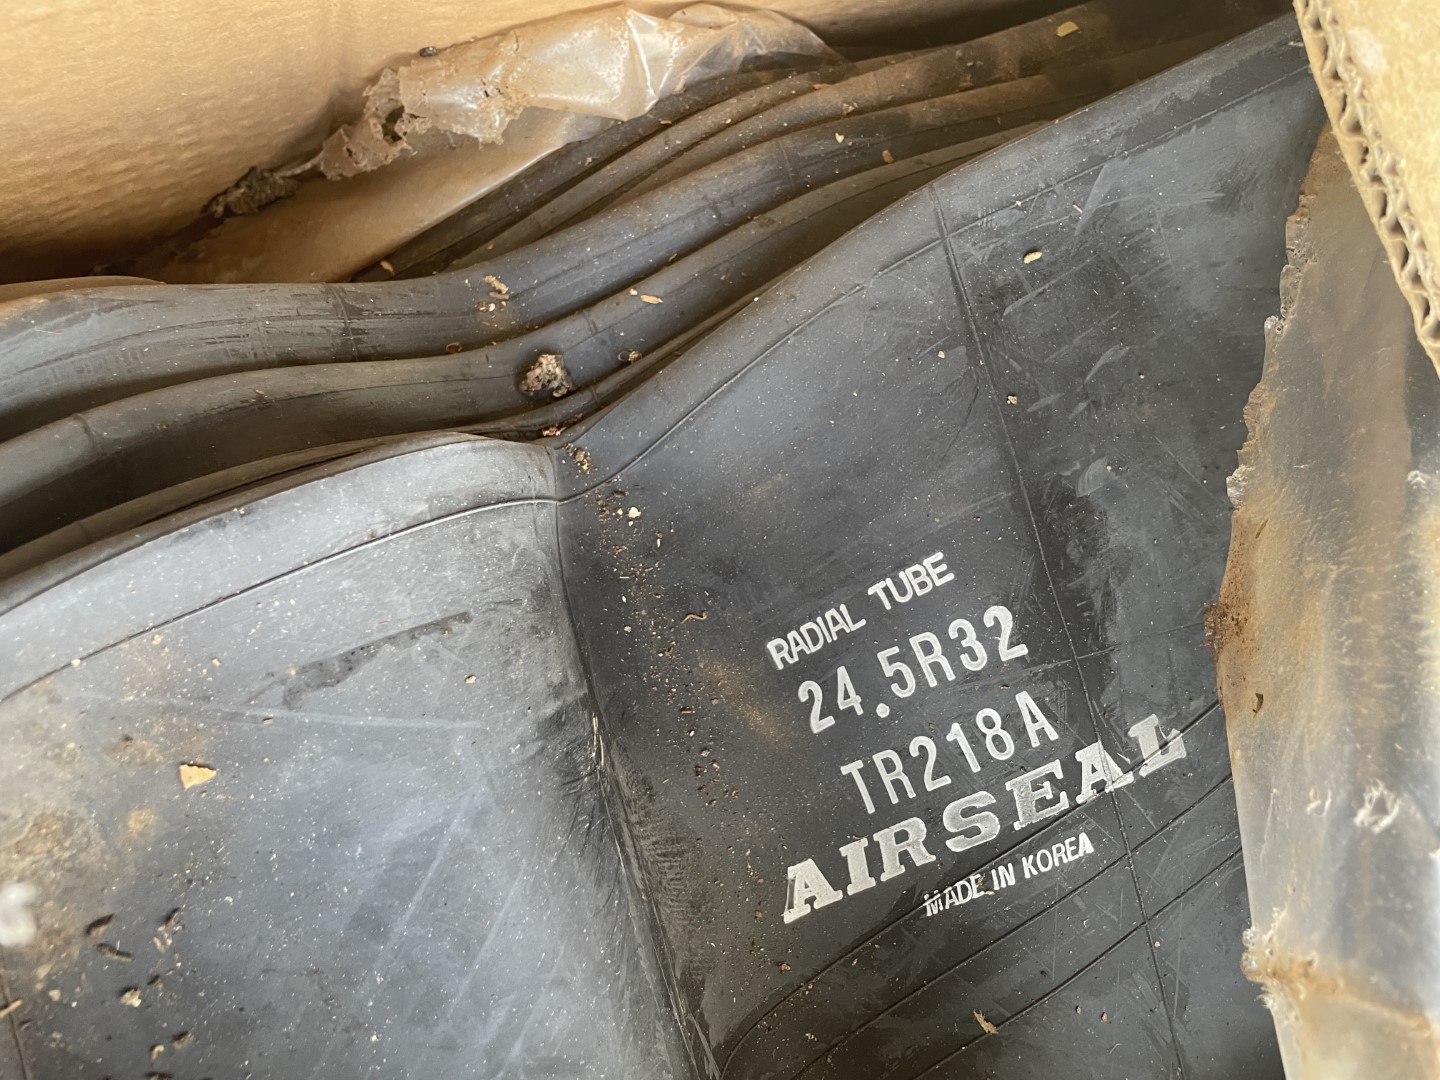 RADIAL TUBE
24.5R32
TR218A
AIRSEAL
MADE IN KOREA